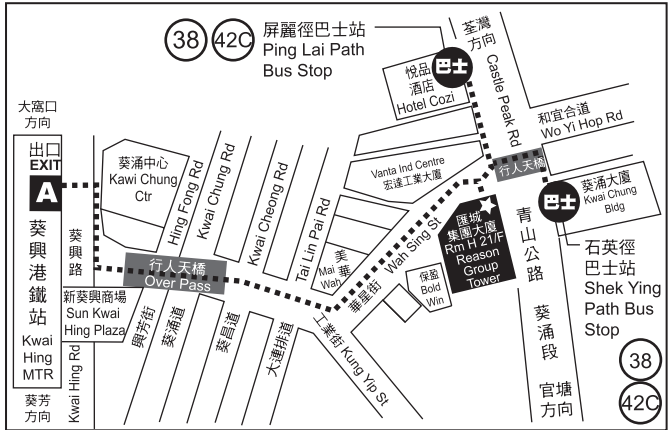 38
42C
屏麗徑巴士站
Ping Lai Path
Bus Stop
荃灣
方向
巴士
悅品
酒店
Hotel Cozi
Castle Peak Rd
和宜合道
Wo Yi Hop Rd
大窩口
方向
出口
EXIT
A
葵興港鐵站
Kwai
Hing
MTR
葵芳
方向
葵興路
Kwai Hing Rd
葵涌中心
Kawi Chung
Ctr
新葵興商場
Sun Kwai
Hing Plaza
Hing Fong Rd
Kwai Chung Rd
Kwai Cheong Rd
Tai Lin Pai Rd
行人天橋
Over Pass
興芳街
葵涌道
葵昌道
大連排道
Vanta Ind Centre
宏達工業大廈
美華
Mai
Wah
Wah Sing St
華星街
工業街 Kung Yip St
保盈
Bold
Win
匯城
集團大廈
Rm H 21/F
Reason
Group
Tower
行人天橋
巴士
葵涌大廈
Kwai Chung
Bldg
青山公路 葵涌段
官塘
方向
石英徑
巴士站
Shek Ying
Path Bus
Stop
38
42C